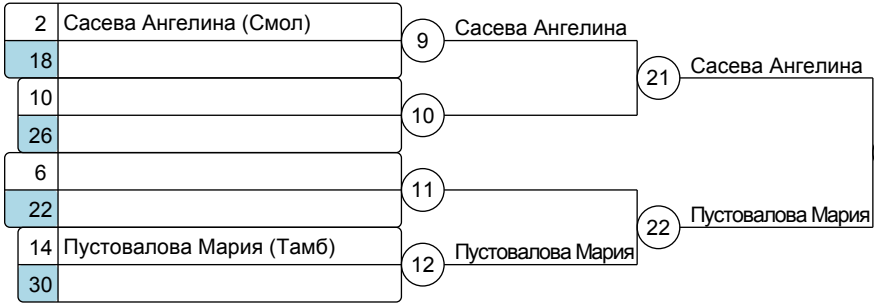 2 Сасева Ангелина (Смол)
18
9 Сасева Ангелина
10
26
10
21 Сасева Ангелина
6
22
11
14 Пустовалова Мария (Тамб)
30
12 Пустовалова Мария
22 Пустовалова Мария